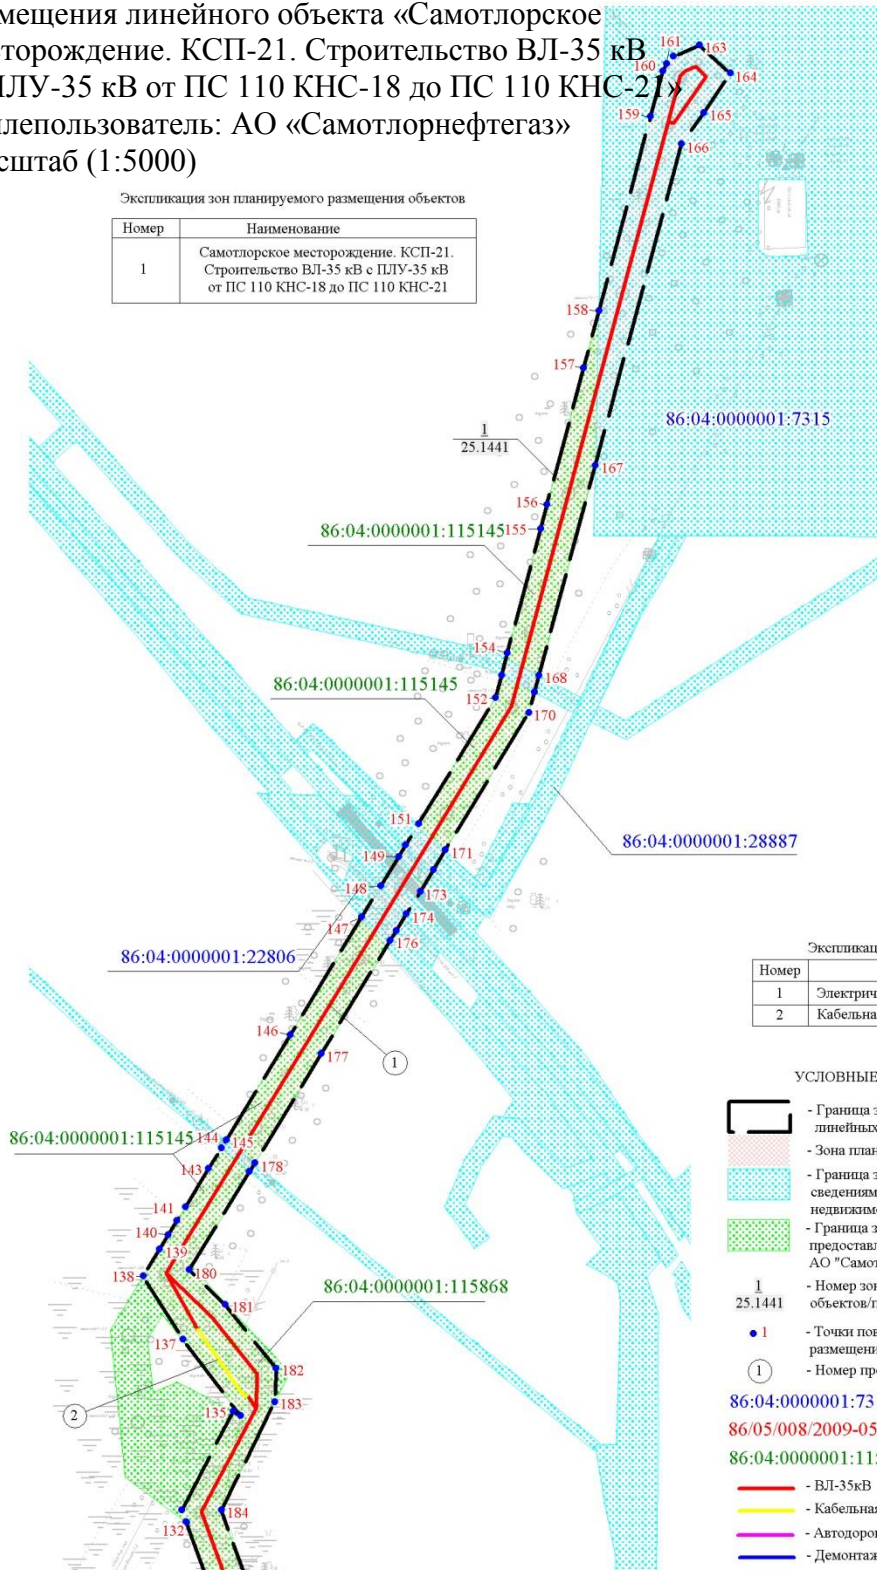 мещения линейного объекта «Самотлорское
торождение. КСП-21. Строительство ВЛ-35 кВ
ПЛУ-35 кВ от ПС 110 КНС-18 до ПС 110 КНС-21»
лепользователь: АО «Самотлорнефтегаз»
сштаб (1:5000)
Экспликация зон планируемого размещения объектов
Номер Наименование
1 Самотлорское месторождение. КСП-21.
Строительство ВЛ-35 кВ с ПЛУ-35 кВ
от ПС 110 КНС-18 до ПС 110 КНС-21
161
163
160
164
159
165
166
158
157
86:04:0000001:7315
1
25.1441
167
156
86:04:0000001:115145
155
154
168
86:04:0000001:115145
152
170
151
86:04:0000001:28887
149
171
148
173
147
174
176
86:04:0000001:22806
Экспликац
Номер
1 Электрич
2 Кабельна
146
177
1
УСЛОВНЫЕ
- Граница з
линейных
- Зона план
- Граница з
сведениям
недвижим
- Граница з
предоставл
АО "Самот
1
25.1441
- Номер зон
объектов/п
1 - Точки пов
размещени
1 - Номер пр
86:04:0000001:73
86/05/008/2009-05
86:04:0000001:115
- ВЛ-35кВ
- Кабельная
- Автодорог
- Демонтаж
86:04:0000001:115145
144
145
143
178
141
140
139
138
180
86:04:0000001:115868
181
137
182
183
2
135
184
132